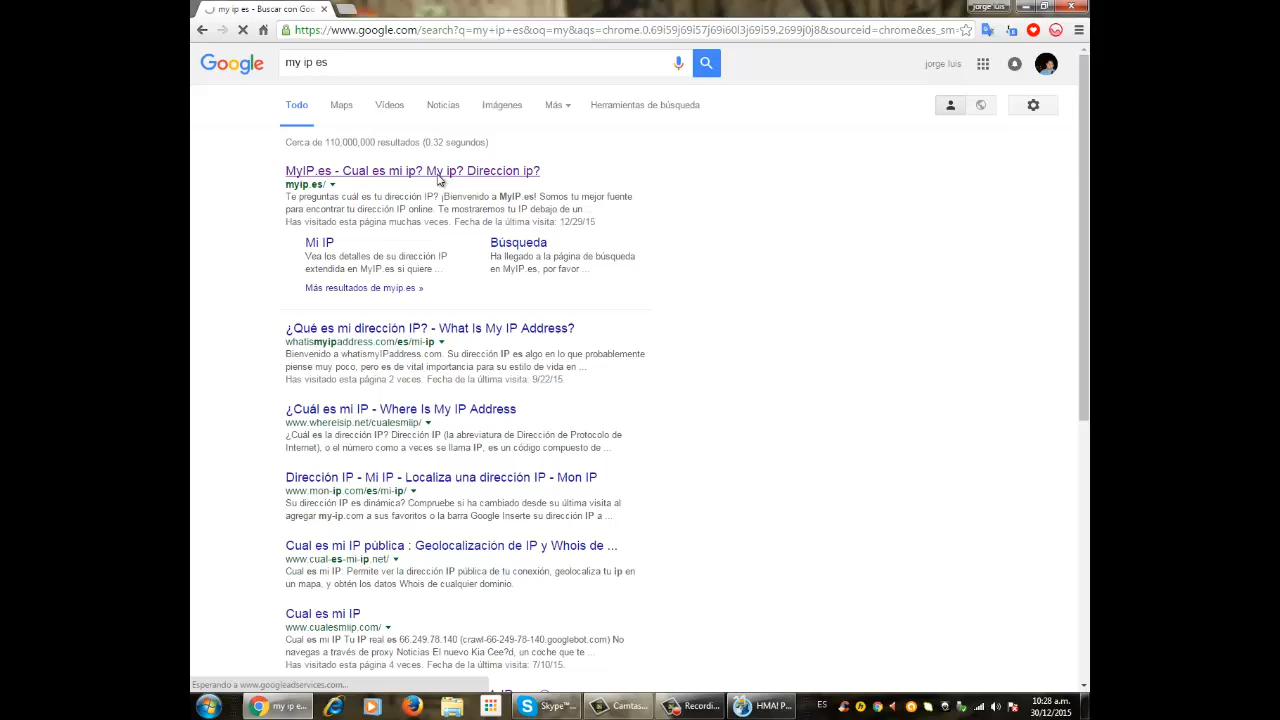 my ip es - Buscar con Goo
jorge luis
https://www.google.com/search?q=my+ip+es&oq=my&aqs=chrome.0.69l59j69l57j69l60l3j69l59.2699j0j8&sourceid=chrome&es_sm=
Google
my ip es
jorge luis
Todo Maps Vídeos Noticias Imágenes Más Herramientas de búsqueda
Cerca de 110,000,000 resultados (0.32 segundos)
MyIP.es - Cual es mi ip? My ip? Direccion ip?
myip.es/
Te preguntas cuál es tu dirección IP? ¡Bienvenido a MyIP.es! Somos tu mejor fuente
para encontrar tu dirección IP online. Te mostraremos tu IP debajo de un...
Has visitado esta página muchas veces. Fecha de la última visita: 12/29/15
Mi IP
Vea los detalles de su dirección IP
extendida en MyIP.es si quiere ...
Búsqueda
Ha llegado a la página de búsqueda
en MyIP.es, por favor ...
Más resultados de myip.es »
¿Qué es mi dirección IP? - What Is My IP Address?
whatismyipaddress.com/es/mi-ip
Bienvenido a whatismyIPaddress.com. Su dirección IP es algo en lo que probablemente
piense muy poco, pero es de vital importancia para su estilo de vida en ...
Has visitado esta página 2 veces. Fecha de la última visita: 9/22/15.
¿Cuál es mi IP - Where Is My IP Address
www.whereisip.net/cualesmiip/
¿Cuál es la dirección IP? Dirección IP (la abreviatura de Dirección de Protocolo de
Internet), o el número como a veces se llama IP, es un código compuesto de ...
Dirección IP - Mi IP - Localiza una dirección IP - Mon IP
www.mon-ip.com/es/mi-ip/
Su dirección IP es dinámica? Compruebe si ha cambiado desde su última visita al
agregar my-ip.com a sus favoritos o la barra Google Inserte su dirección IP a ...
Cual es mi IP pública : Geolocalización de IP y Whois de ...
www.cual-es-mi-ip.net/
Cual es mi IP. Permite ver la dirección IP pública de tu conexión, geolocaliza tu ip en
un mapa, y obtén los datos Whois de cualquier dominio.
Cual es mi IP
www.cualesmiip.com/
Cual es mi IP Tu IP real es 66.249.78.140 (crawl-66-249-78-140.googlebot.com) No
navegas a través de proxy Noticias El nuevo Kia Cee?d, un coche que te ...
Has visitado esta página 4 veces. Fecha de la última visita: 7/10/15.
Esperando a www.googleadservices.com...
my ip e...
Skype™...
Camtas...
Recordi...
HMA! P...
ES
10:28 a.m.
30/12/2015